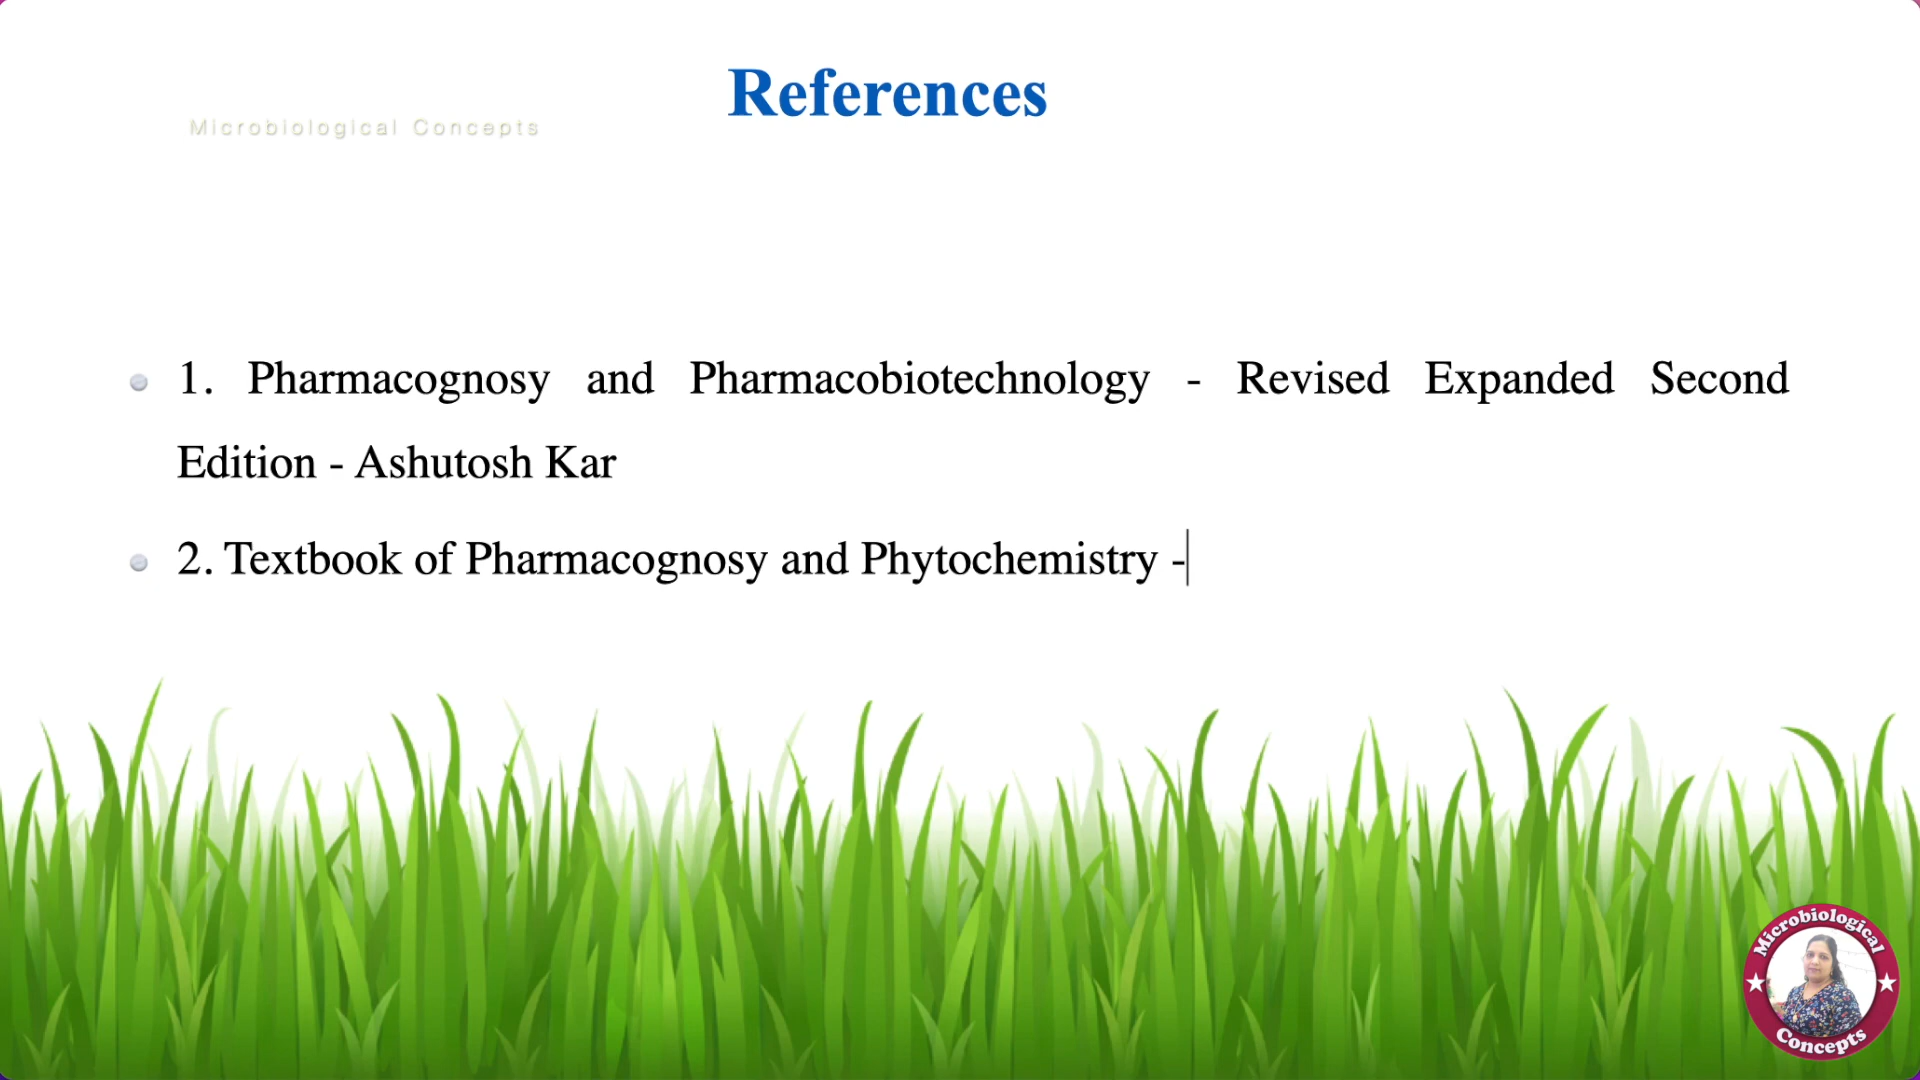 References
Microbiological Concepts
1. Pharmacognosy and Pharmacobiotechnology - Revised Expanded Second
Edition - Ashutosh Kar
2. Textbook of Pharmacognosy and Phytochemistry -
Microbiological
Concepts